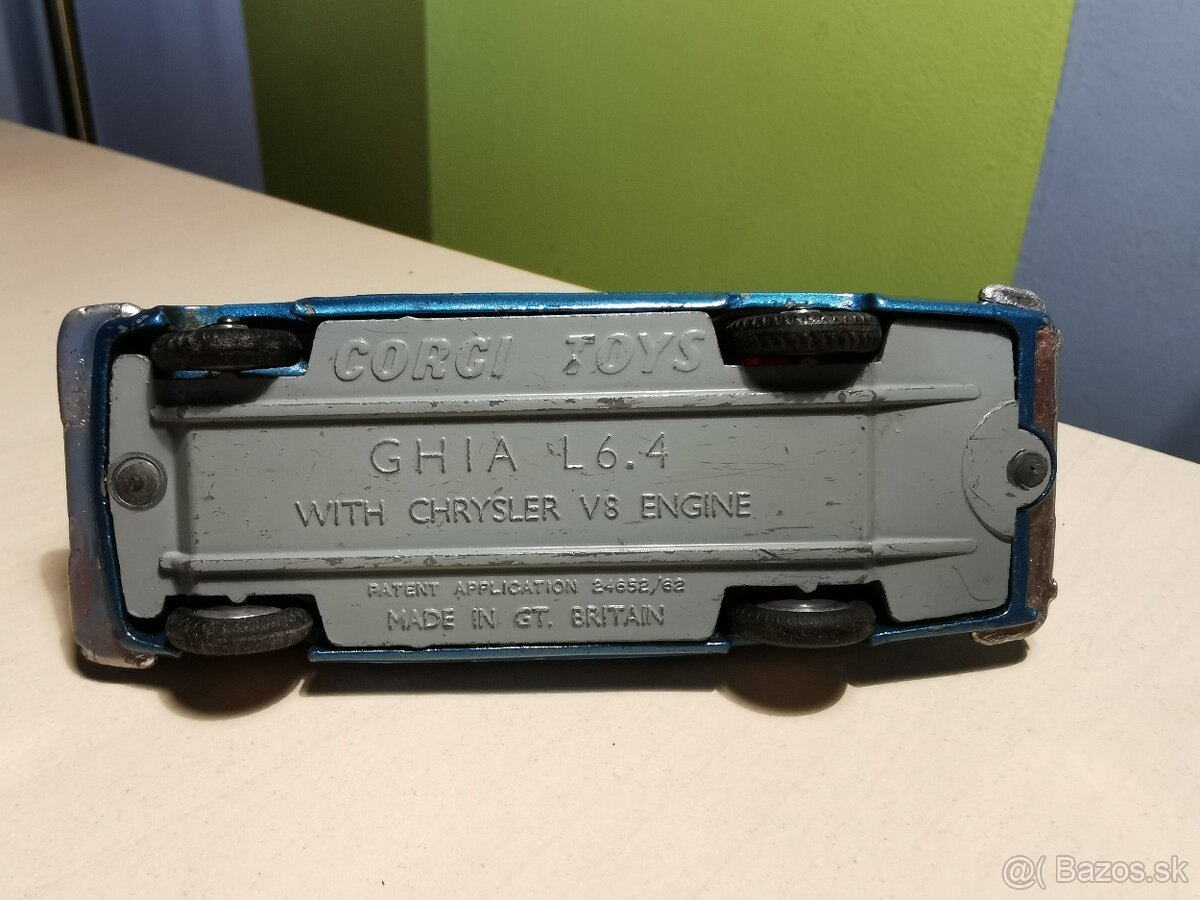 CORGI TOYS
GHIA L6.4
WITH CHRYSLER V8 ENGINE
PATENT APPLICATION 24652/62
MADE IN GT. BRITAIN
@( Bazos.sk